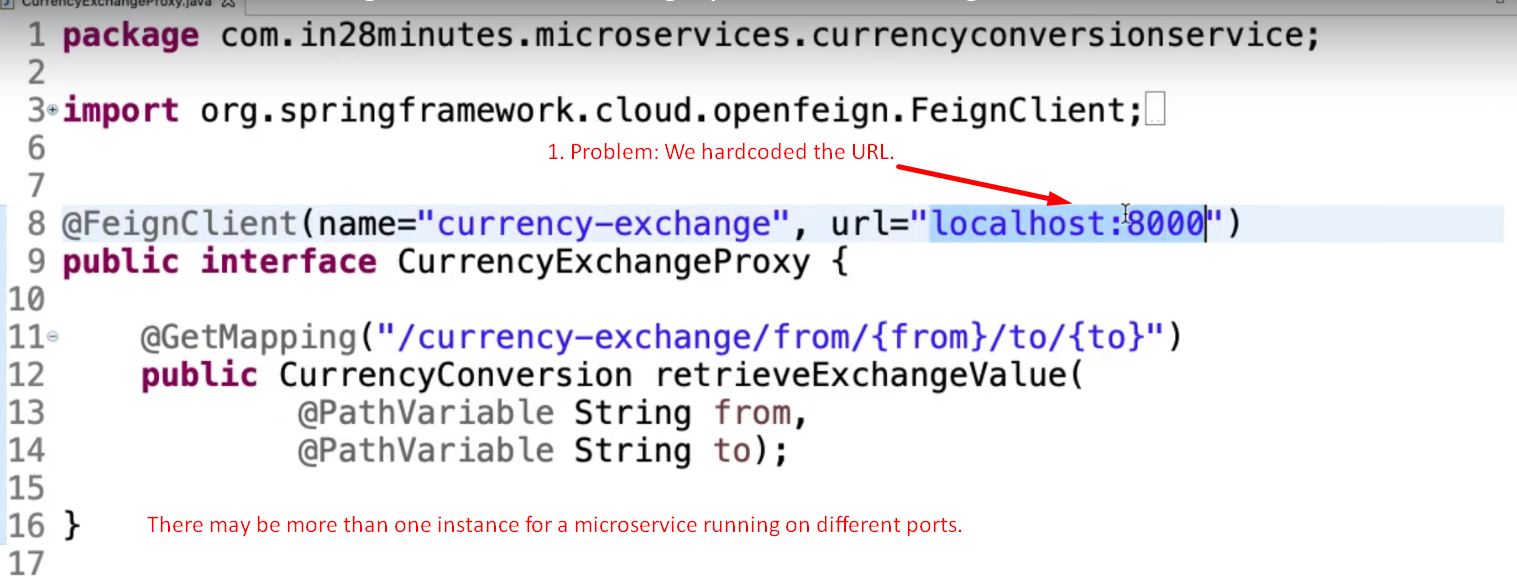 CurrencyExchangeProxy.java
1 package com.in28minutes.microservices.currencyconversionservice;
2
3 import org.springframework.cloud.openfeign.FeignClient;
6
1. Problem: We hardcoded the URL.
7
8 @FeignClient(name="currency-exchange", url="localhost:8000")
9 public interface CurrencyExchangeProxy {
10
11 @GetMapping("/currency-exchange/from/{from}/to/{to}")
12 public CurrencyConversion retrieveExchangeValue(
13 @PathVariable String from,
14 @PathVariable String to);
15
16 }
There may be more than one instance for a microservice running on different ports.
17